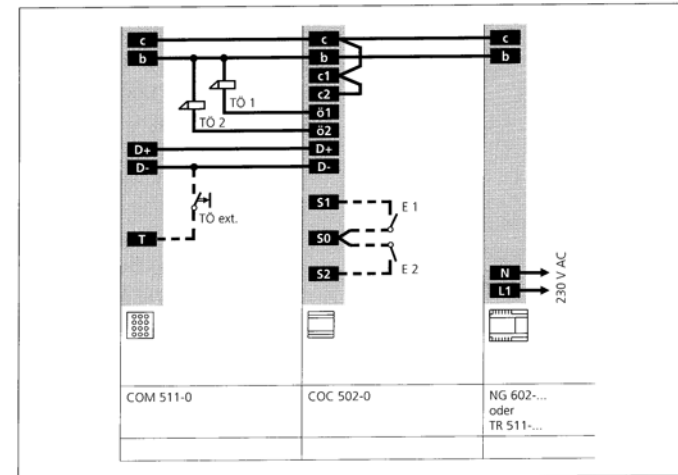 c c c
b b b
c1
c2
TÖ 1
ö1
TÖ 2
ö2
D+ D+
D- D-
TÖ ext.
S1
E 1
T
S0
S2
E 2
N
L1
230 V AC
COM 511-0 COC 502-0 NG 602-...
oder
TR 511-...